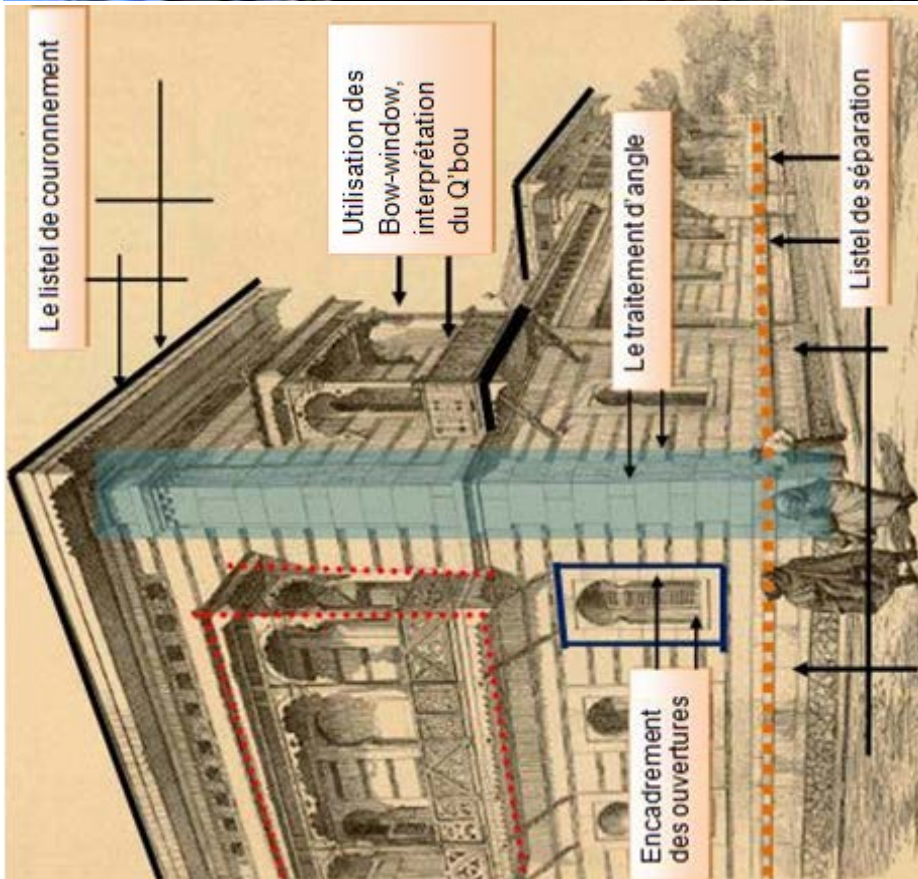 Le listel de couronnement
Utilisation des
Bow-window,
interprétation
du Q'bou
Le traitement d'angle
Listel de séparation
Encadrement
des ouvertures